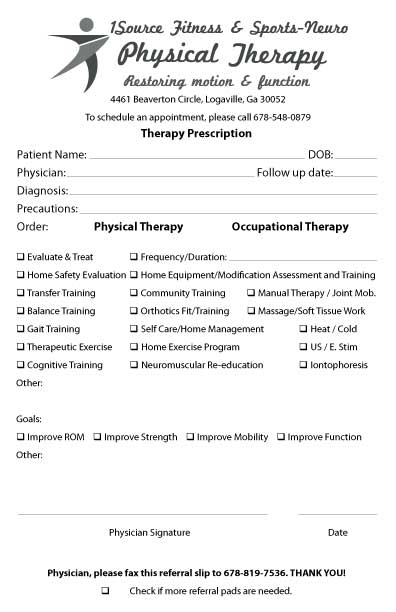 1Source Fitness & Sports-Neuro
Physical Therapy
Restoring motion & function
4461 Beaverton Circle, Logaville, Ga 30052
To schedule an appointment, please call 678-548-0879
Therapy Prescription
Patient Name: DOB:
Physician: Follow up date:
Diagnosis:
Precautions:
Order: Physical Therapy Occupational Therapy
❑ Evaluate & Treat ❑ Frequency/Duration:
❑ Home Safety Evaluation ❑ Home Equipment/Modification Assessment and Training
❑ Transfer Training ❑ Community Training ❑ Manual Therapy / Joint Mob.
❑ Balance Training ❑ Orthotics Fit/Training ❑ Massage/Soft Tissue Work
❑ Gait Training ❑ Self Care/Home Management ❑ Heat / Cold
❑ Therapeutic Exercise ❑ Home Exercise Program ❑ US / E. Stim
❑ Cognitive Training ❑ Neuromuscular Re-education ❑ Iontophoresis
Other:
Goals:
❑ Improve ROM ❑ Improve Strength ❑ Improve Mobility ❑ Improve Function
Other:
Physician Signature Date
Physician, please fax this referral slip to 678-819-7536. THANK YOU!
❑ Check if more referral pads are needed.